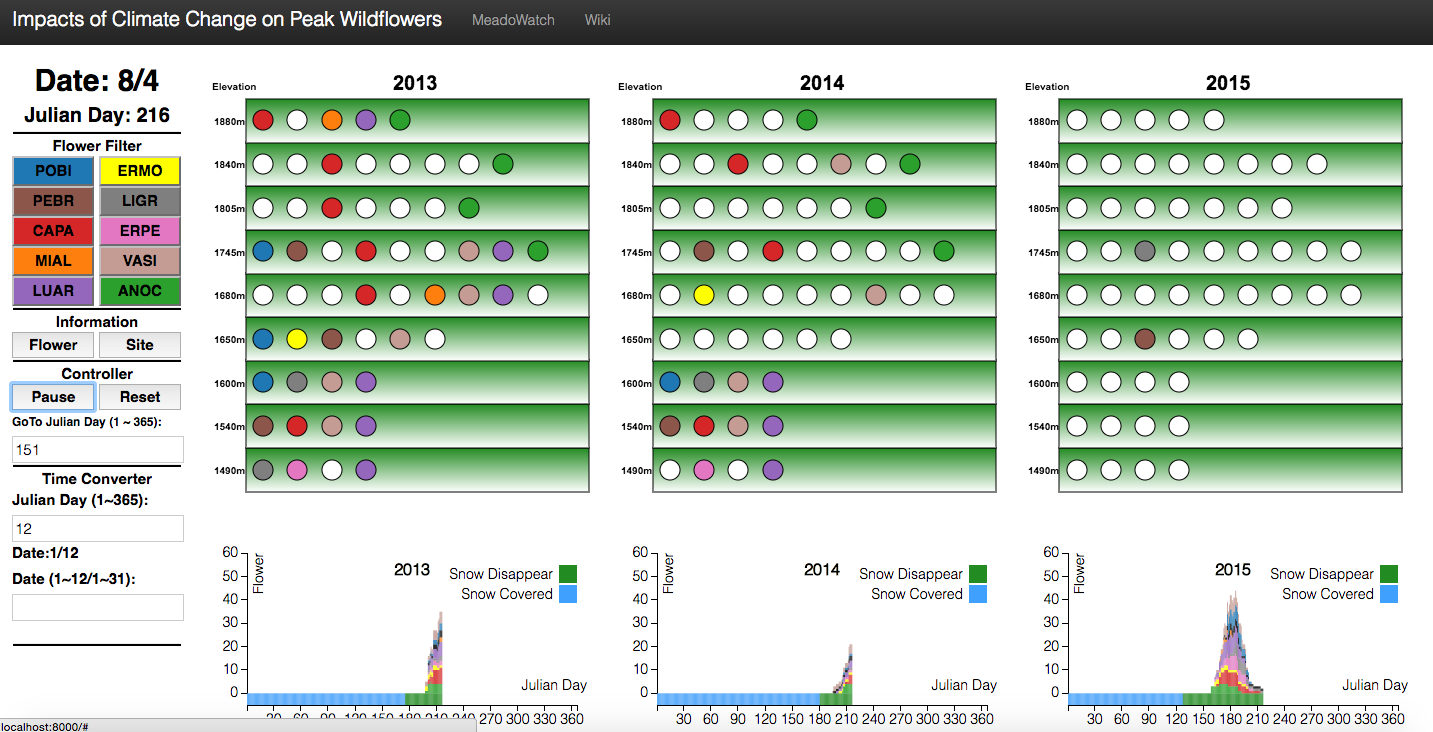 Impacts of Climate Change on Peak Wildflowers MeadoWatch Wiki
Date: 8/4
Julian Day: 216
Flower Filter
POBI ERMO
PEBR LIGR
CAPA ERPE
MIAL VASI
LUAR ANOC
Information
Flower Site
Controller
Pause Reset
GoTo Julian Day (1 ~ 365):
151
Time Converter
Julian Day (1~365):
12
Date:1/12
Date (1~12/1~31):
Elevation 2013
1880m
1840m
1805m
1745m
1680m
1650m
1600m
1540m
1490m
Elevation 2014
1880m
1840m
1805m
1745m
1680m
1650m
1600m
1540m
1490m
Elevation 2015
1880m
1840m
1805m
1745m
1680m
1650m
1600m
1540m
1490m
60
50
40
30
20
10
0
Flower
2013
Snow Disappear
Snow Covered
Julian Day
30 60 90 120 150 180 210 240 270 300 330 360
60
50
40
30
20
10
0
Flower
2014
Snow Disappear
Snow Covered
Julian Day
30 60 90 120 150 180 210 240 270 300 330 360
60
50
40
30
20
10
0
Flower
2015
Snow Disappear
Snow Covered
Julian Day
30 60 90 120 150 180 210 240 270 300 330 360
localhost:8000/#